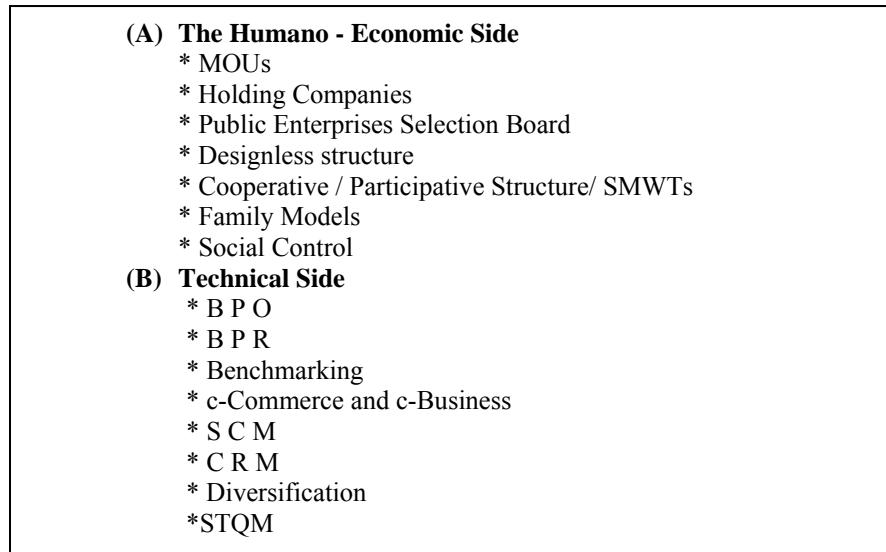 (A) The Humano - Economic Side
* MOUs
* Holding Companies
* Public Enterprises Selection Board
* Designless structure
* Cooperative / Participative Structure/ SMWTs
* Family Models
* Social Control
(B) Technical Side
* B P O
* B P R
* Benchmarking
* c-Commerce and c-Business
* S C M
* C R M
* Diversification
*STQM